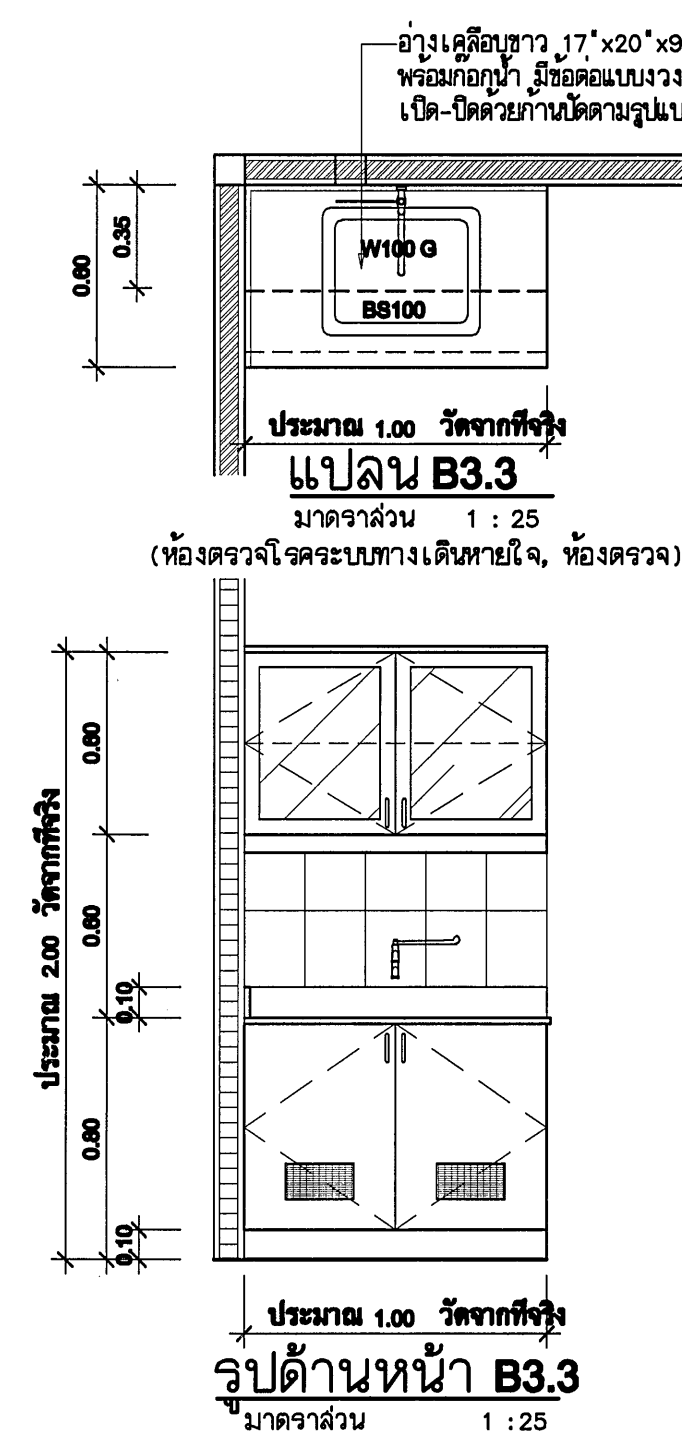 อ่างเคลือบขาว 17"x20"x9
พร้อมก๊อกน้ำ มีข้อต่อแบบงวง
เปิด-ปิดด้วยก้านปัดตามรูปแบ
0.60
0.35
W100 G
BS100
ประมาณ 1.00 วัดจากที่จริง
แปลน B3.3
มาตราส่วน 1 : 25
(ห้องตรวจโรคระบบทางเดินหายใจ, ห้องตรวจ)
ประมาณ 2.00 วัดจากที่จริง
0.60
0.60
0.10
0.80
0.10
ประมาณ 1.00 วัดจากที่จริง
รูปด้านหน้า B3.3
มาตราส่วน 1 :25